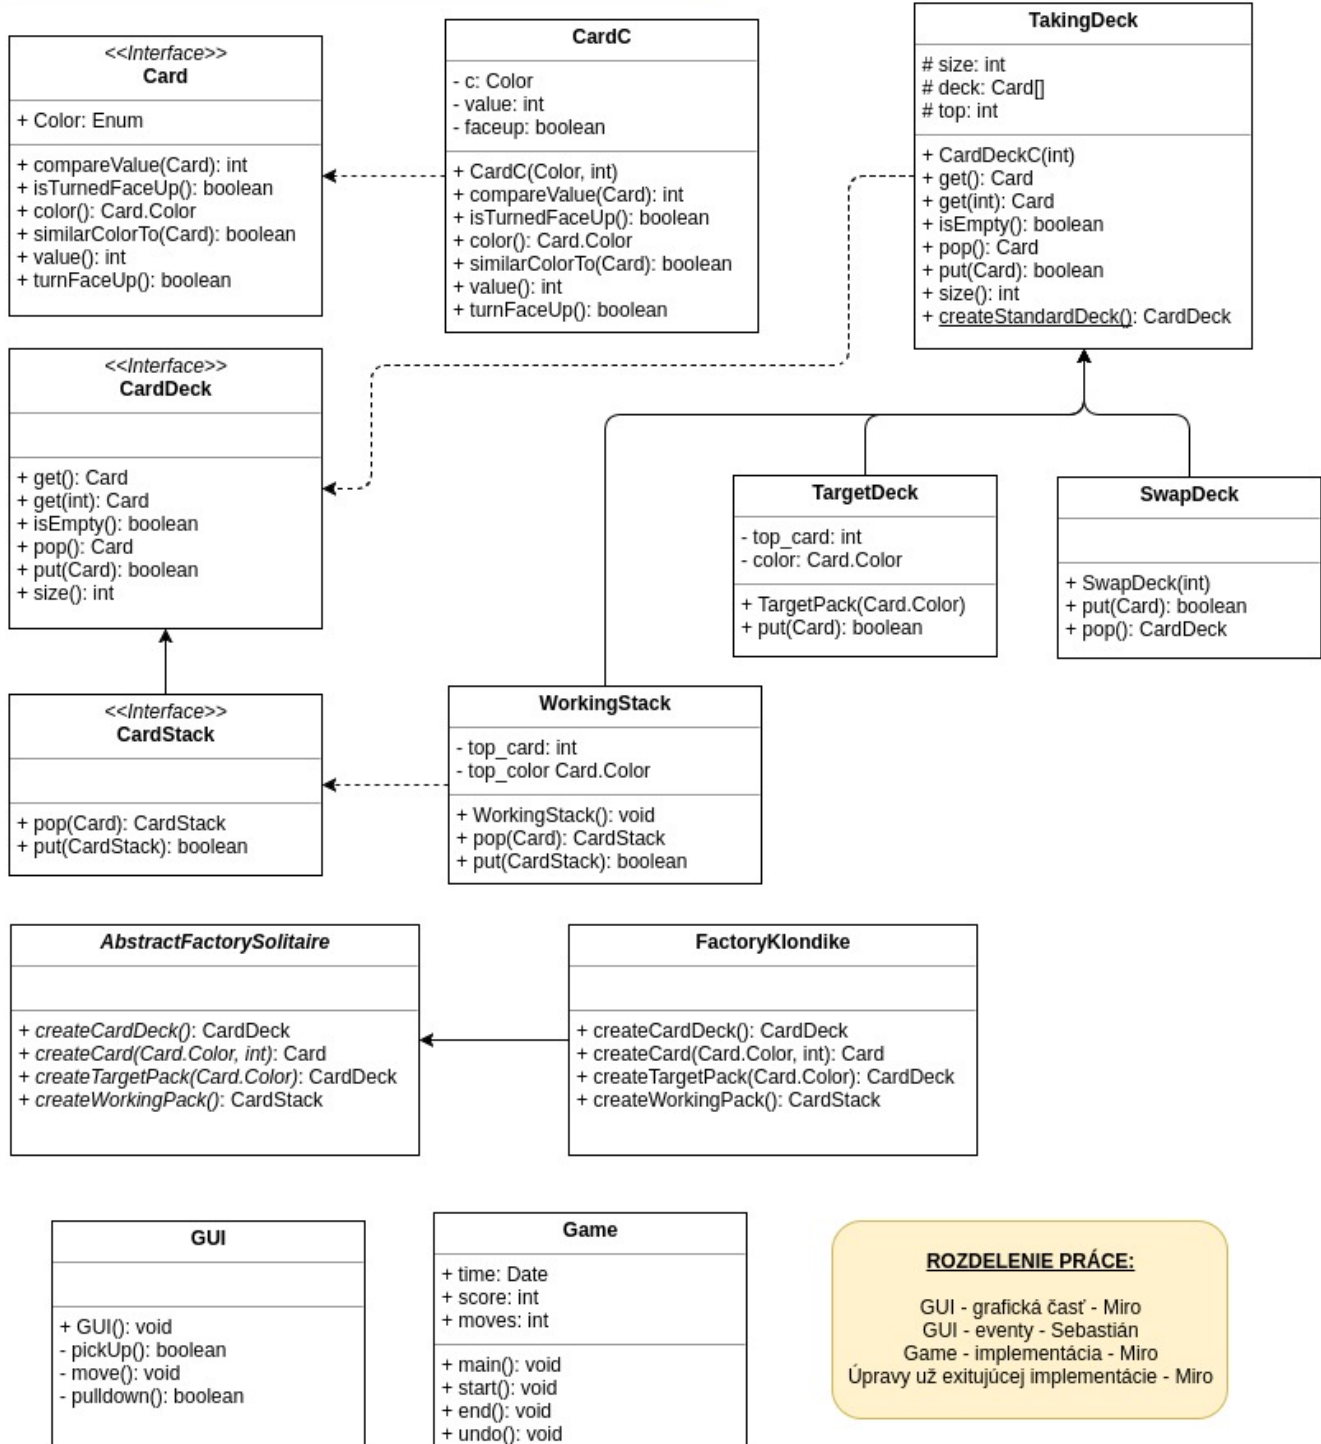 <<Interface>>
Card
+ Color: Enum
+ compareValue(Card): int
+ isTurnedFaceUp(): boolean
+ color(): Card.Color
+ similarColorTo(Card): boolean
+ value(): int
+ turnFaceUp(): boolean
CardC
- c: Color
- value: int
- faceup: boolean
+ CardC(Color, int)
+ compareValue(Card): int
+ isTurnedFaceUp(): boolean
+ color(): Card.Color
+ similarColorTo(Card): boolean
+ value(): int
+ turnFaceUp(): boolean
TakingDeck
# size: int
# deck: Card[]
# top: int
+ CardDeckC(int)
+ get(): Card
+ get(int): Card
+ isEmpty(): boolean
+ pop(): Card
+ put(Card): boolean
+ size(): int
+ createStandardDeck(): CardDeck
<<Interface>>
CardDeck
+ get(): Card
+ get(int): Card
+ isEmpty(): boolean
+ pop(): Card
+ put(Card): boolean
+ size(): int
TargetDeck
- top_card: int
- color: Card.Color
+ TargetPack(Card.Color)
+ put(Card): boolean
SwapDeck
+ SwapDeck(int)
+ put(Card): boolean
+ pop(): CardDeck
<<Interface>>
CardStack
+ pop(Card): CardStack
+ put(CardStack): boolean
WorkingStack
- top_card: int
- top_color Card.Color
+ WorkingStack(): void
+ pop(Card): CardStack
+ put(CardStack): boolean
AbstractFactorySolitaire
+ createCardDeck(): CardDeck
+ createCard(Card.Color, int): Card
+ createTargetPack(Card.Color): CardDeck
+ createWorkingPack(): CardStack
FactoryKlondike
+ createCardDeck(): CardDeck
+ createCard(Card.Color, int): Card
+ createTargetPack(Card.Color): CardDeck
+ createWorkingPack(): CardStack
GUI
+ GUI(): void
- pickUp(): boolean
- move(): void
- pulldown(): boolean
Game
+ time: Date
+ score: int
+ moves: int
+ main(): void
+ start(): void
+ end(): void
+ undo(): void
ROZDELENIE PRÁCE:
GUI - grafická časť - Miro
GUI - eventy - Sebastián
Game - implementácia - Miro
Úpravy už exitujúcej implementácie - Miro